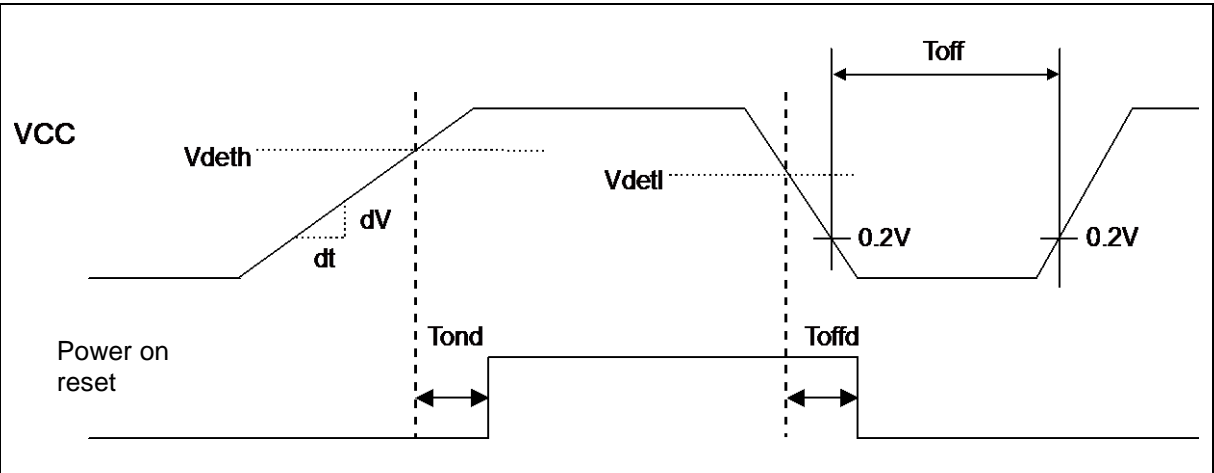 Toff
VCC
Vdeth
Vdetl
dV
dt
0.2V
0.2V
Power on
reset
Tond
Toffd